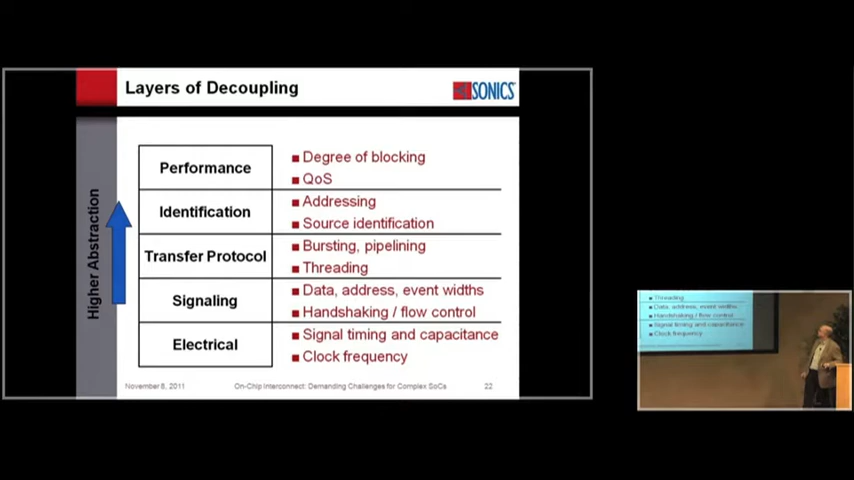 Layers of Decoupling
SONICS
Higher Abstraction
Performance
Degree of blocking
QoS
Identification
Addressing
Source identification
Transfer Protocol
Bursting, pipelining
Threading
Signaling
Data, address, event widths
Handshaking / flow control
Electrical
Signal timing and capacitance
Clock frequency
November 8, 2011
On-Chip Interconnect: Demanding Challenges for Complex SoCs
22
Threading
Data, address, event widths
Handshaking / flow control
Signal timing and capacitance
Clock frequency